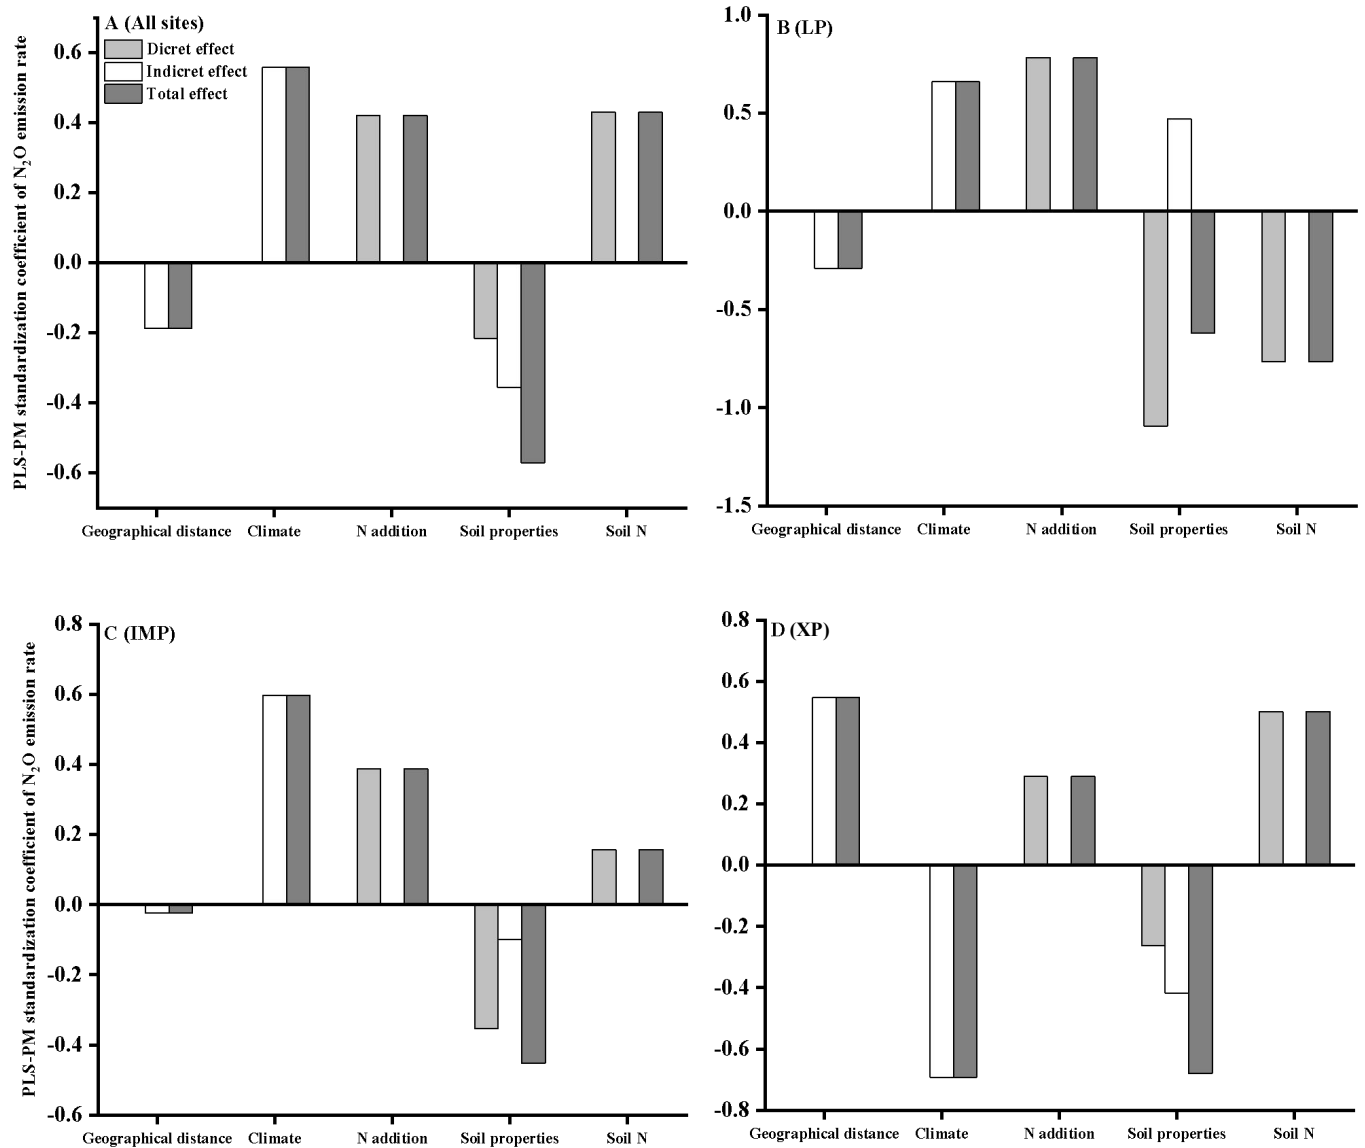 A (All sites)
Dicret effect
Indicret effect
Total effect
PLS-PM standardization coefficient of N₂O emission rate
0.6
0.4
0.2
0.0
-0.2
-0.4
-0.6
Geographical distance Climate N addition Soil properties Soil N
B (LP)
1.0
0.5
0.0
-0.5
-1.0
-1.5
Geographical distance Climate N addition Soil properties Soil N
C (IMP)
PLS-PM standardization coefficient of N₂O emission rate
0.8
0.6
0.4
0.2
0.0
-0.2
-0.4
-0.6
Geographical distance Climate N addition Soil properties Soil N
D (XP)
0.8
0.6
0.4
0.2
0.0
-0.2
-0.4
-0.6
-0.8
Geographical distance Climate N addition Soil properties Soil N